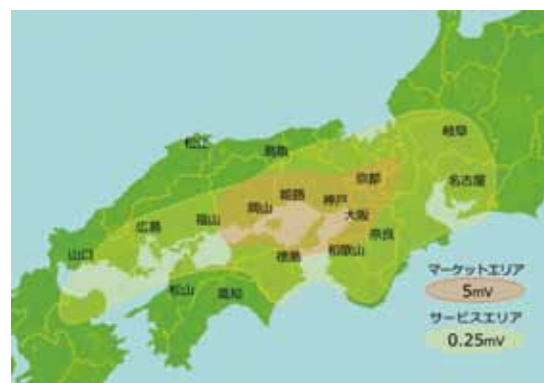 岐阜
松江
鳥取
京都
名古屋
姫路
神戸
岡山
大阪
福山
広島
奈良
山口
徳島
和歌山
松山
高知
マーケットエリア
5mV
サービスエリア
0.25mV